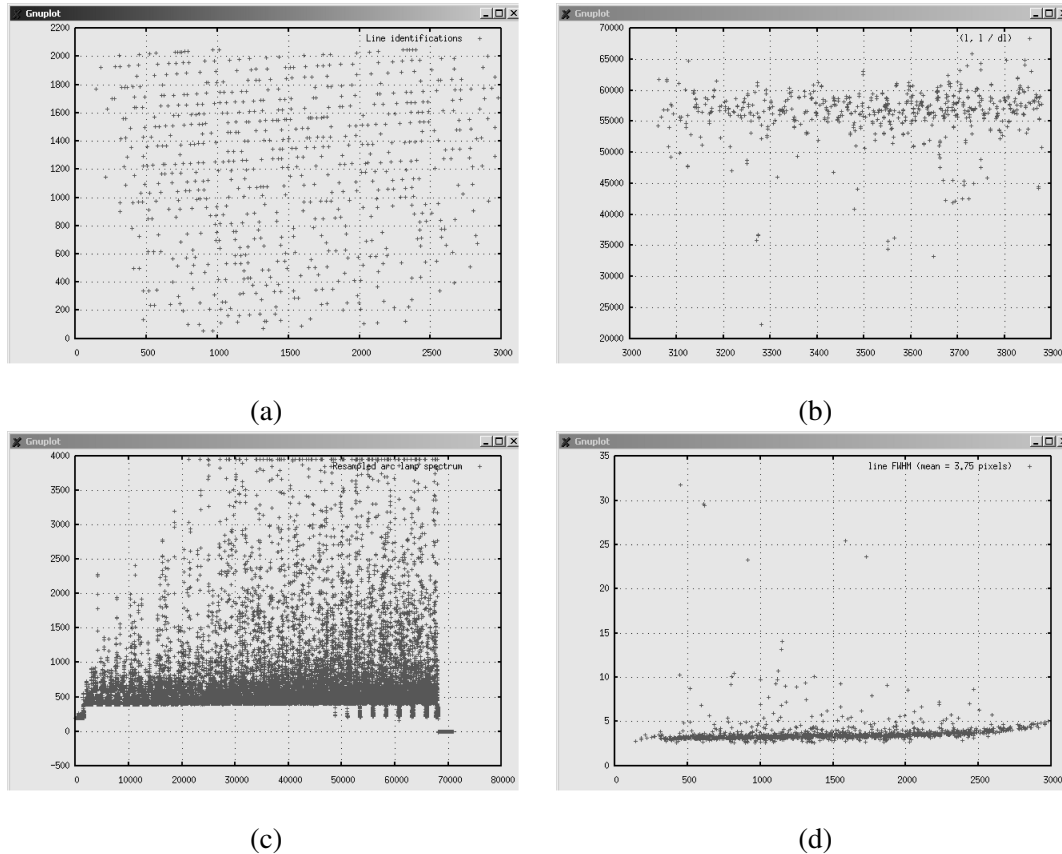 Gnuplot
Line identifications
2200
2000
1800
1600
1400
1200
1000
800
600
400
200
0
0 500 1000 1500 2000 2500 3000
(a)
Gnuplot
(l, l / dl)
70000
65000
60000
55000
50000
45000
40000
35000
30000
25000
20000
3000 3100 3200 3300 3400 3500 3600 3700 3800 3900
(b)
Gnuplot
Resampled arc lamp spectrum
4000
3500
3000
2500
2000
1500
1000
500
0
-500
0 10000 20000 30000 40000 50000 60000 70000 80000
(c)
Gnuplot
line FWHM (mean = 3.75 pixels)
35
30
25
20
15
10
5
0
0 500 1000 1500 2000 2500 3000
(d)